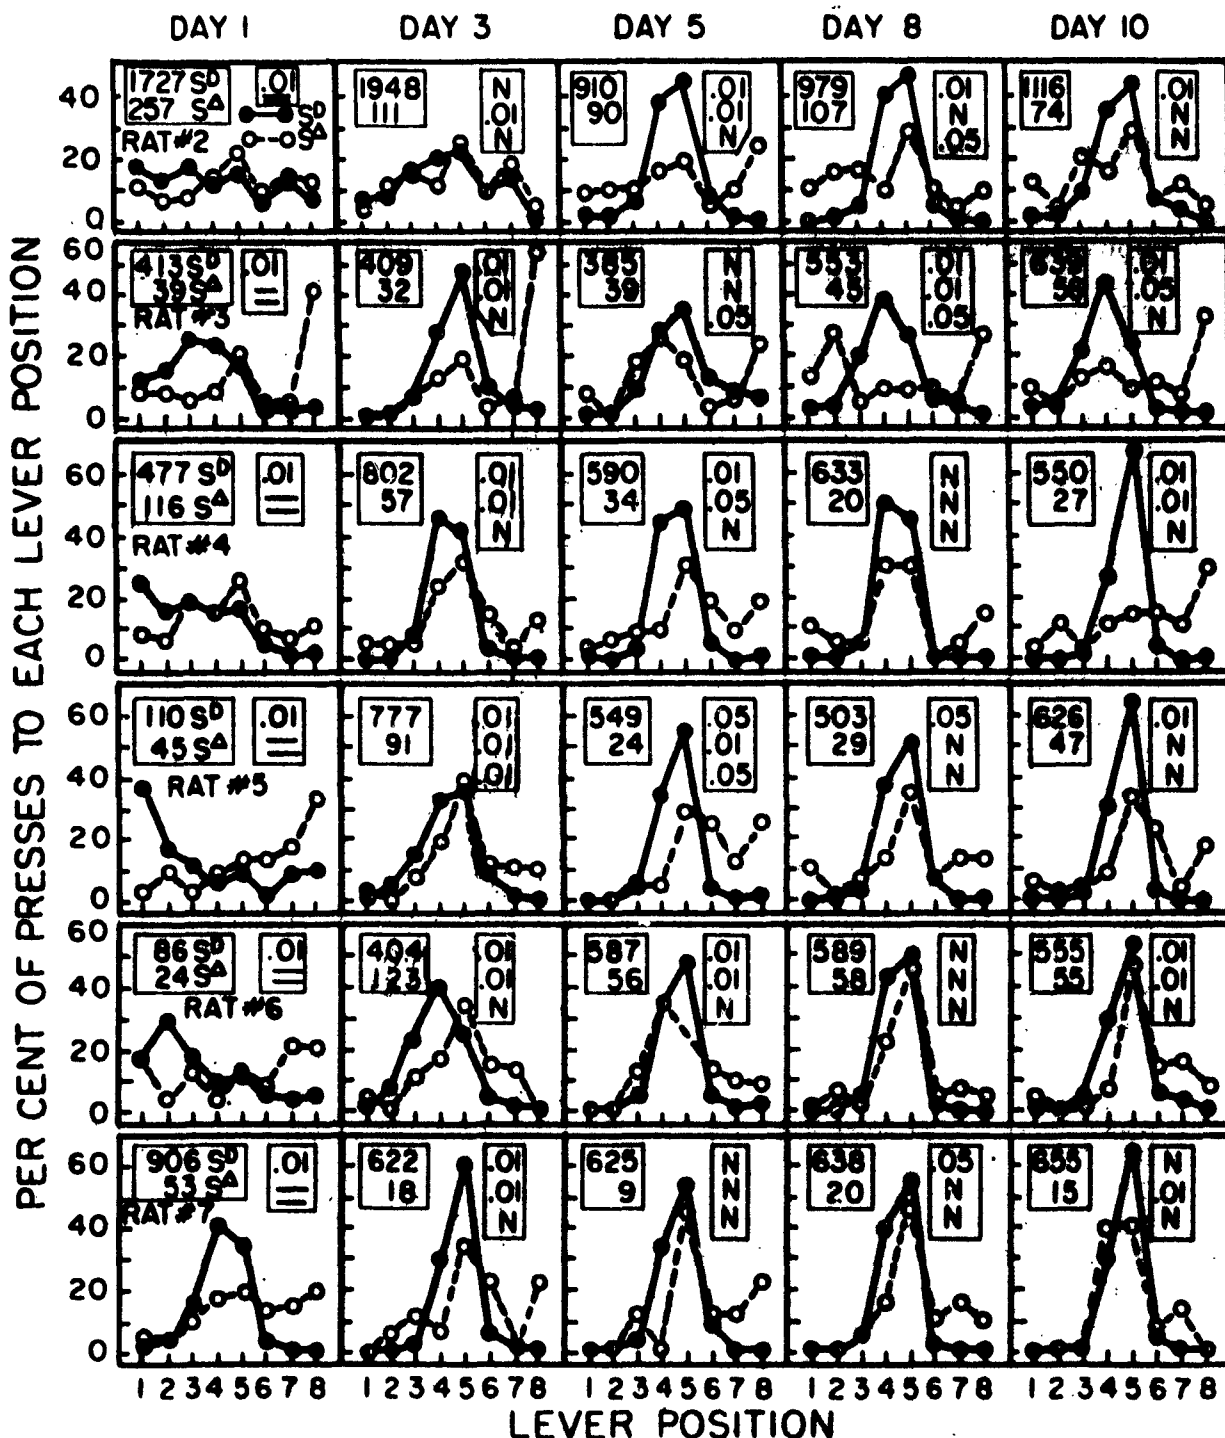 DAY 1 DAY 3 DAY 5 DAY 8 DAY 10
PER CENT OF PRESSES TO EACH LEVER POSITION
40
20
0
1727 S^D
257 S^Δ
.01
=
S^D
S^Δ
RAT #2
1948
111
N
.01
N
910
90
.01
.01
N
979
107
.01
N
.05
1116
74
.01
N
N
60
40
20
0
413 S^D
39 S^Δ
.01
=
RAT #3
409
32
.01
.01
N
39
N
N
.05
553
.01
.01
.05
.01
.05
N
60
40
20
0
477 S^D
116 S^Δ
.01
=
RAT #4
802
57
.01
.01
N
590
34
.01
.05
N
633
20
N
N
N
550
27
.01
.01
N
60
40
20
0
110 S^D
45 S^Δ
.01
=
RAT #5
777
91
.01
.01
.01
549
24
.05
.01
.05
503
29
.05
N
N
626
47
.01
N
N
60
40
20
0
86 S^D
24 S^Δ
.01
=
RAT #6
404
123
.01
.01
N
587
56
.01
.01
N
589
58
N
N
N
555
55
.01
.01
N
60
40
20
0
906 S^D
53 S^Δ
.01
=
RAT #7
622
18
.01
.01
N
625
9
N
N
N
638
20
.05
N
N
655
15
N
.01
N
1 2 3 4 5 6 7 8 1 2 3 4 5 6 7 8 1 2 3 4 5 6 7 8 1 2 3 4 5 6 7 8 1 2 3 4 5 6 7 8
LEVER POSITION